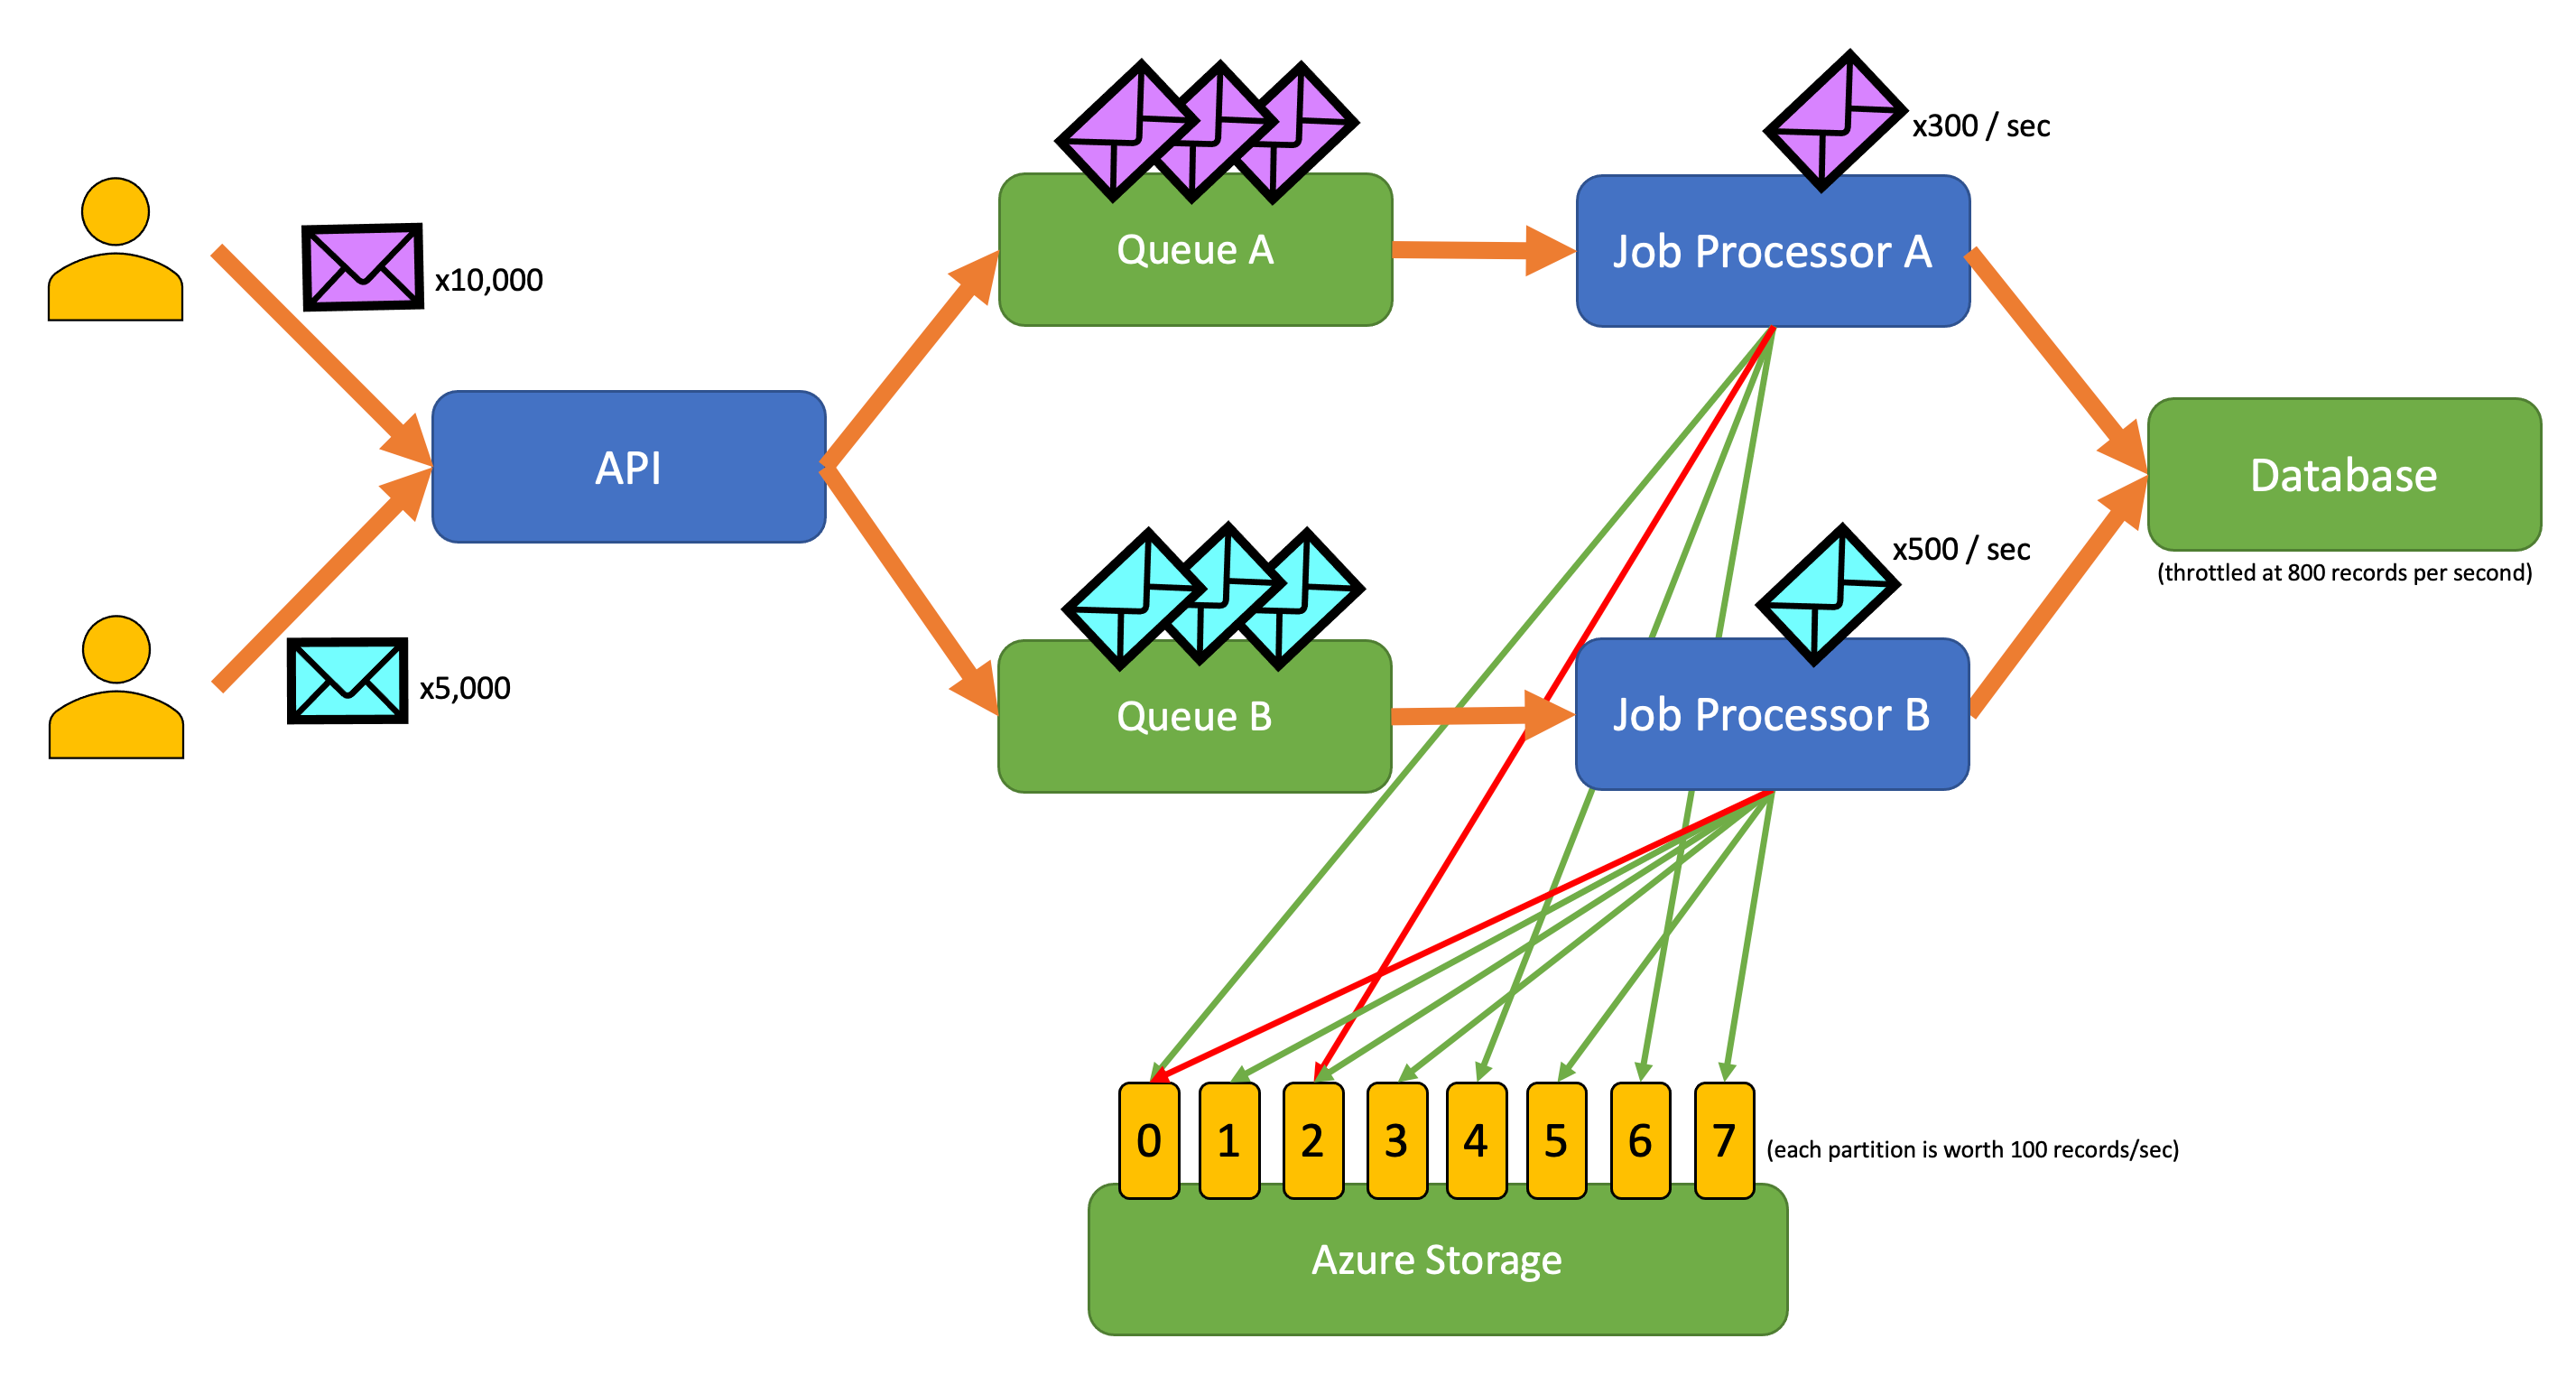 x10,000
x5,000
API
Queue A
Queue B
x300 / sec
Job Processor A
x500 / sec
Job Processor B
Database
(throttled at 800 records per second)
0 1 2 3 4 5 6 7
(each partition is worth 100 records/sec)
Azure Storage